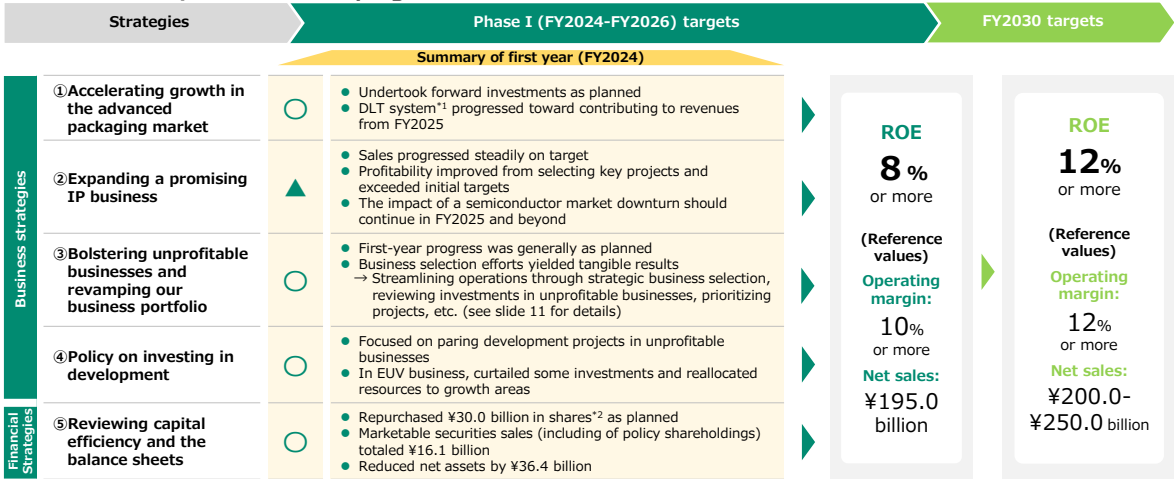 Strategies
Phase I (FY2024-FY2026) targets
FY2030 targets
Summary of first year (FY2024)
Business strategies
①Accelerating growth in
the advanced
packaging market
○
● Undertook forward investments as planned
● DLT system*1 progressed toward contributing to revenues
from FY2025
②Expanding a promising
IP business
▲
● Sales progressed steadily on target
● Profitability improved from selecting key projects and
exceeded initial targets
● The impact of a semiconductor market downturn should
continue in FY2025 and beyond
③Bolstering unprofitable
businesses and
revamping our
business portfolio
○
● First-year progress was generally as planned
● Business selection efforts yielded tangible results
→ Streamlining operations through strategic business selection,
reviewing investments in unprofitable businesses, prioritizing
projects, etc. (see slide 11 for details)
④Policy on investing in
development
○
● Focused on paring development projects in unprofitable
businesses
● In EUV business, curtailed some investments and reallocated
resources to growth areas
Financial
Strategies
⑤Reviewing capital
efficiency and the
balance sheets
○
● Repurchased ¥30.0 billion in shares*2 as planned
● Marketable securities sales (including of policy shareholdings)
totaled ¥16.1 billion
● Reduced net assets by ¥36.4 billion
ROE
8 %
or more
(Reference
values)
Operating
margin:
10%
or more
Net sales:
¥195.0
billion
ROE
12%
or more
(Reference
values)
Operating
margin:
12%
or more
Net sales:
¥200.0-
¥250.0 billion